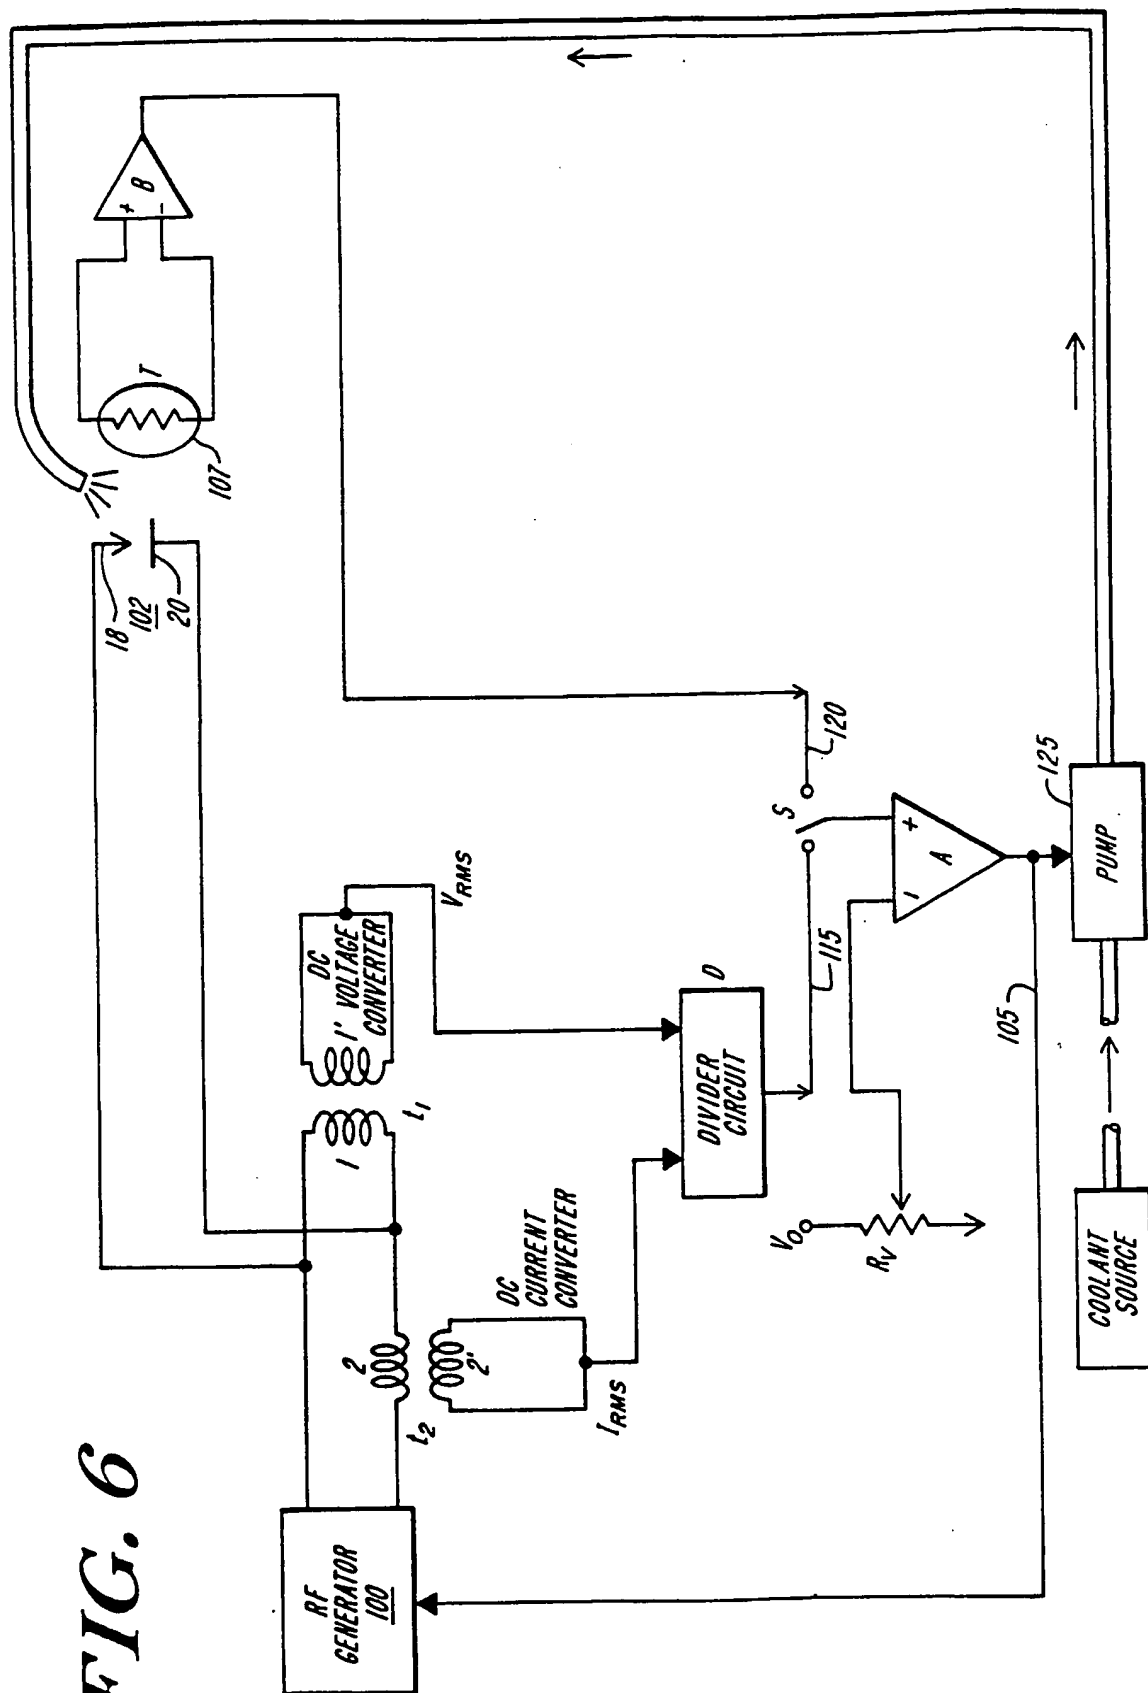 FIG. 6
RF
GENERATOR
100
2
2'
t2
IRMS
DC
CURRENT
CONVERTER
1
t1
DC
1' VOLTAGE
CONVERTER
VRMS
18
102
20
107
T
+
-
B
DIVIDER
CIRCUIT
D
115
S
120
-
+
A
V0
RV
105
125
PUMP
COOLANT
SOURCE